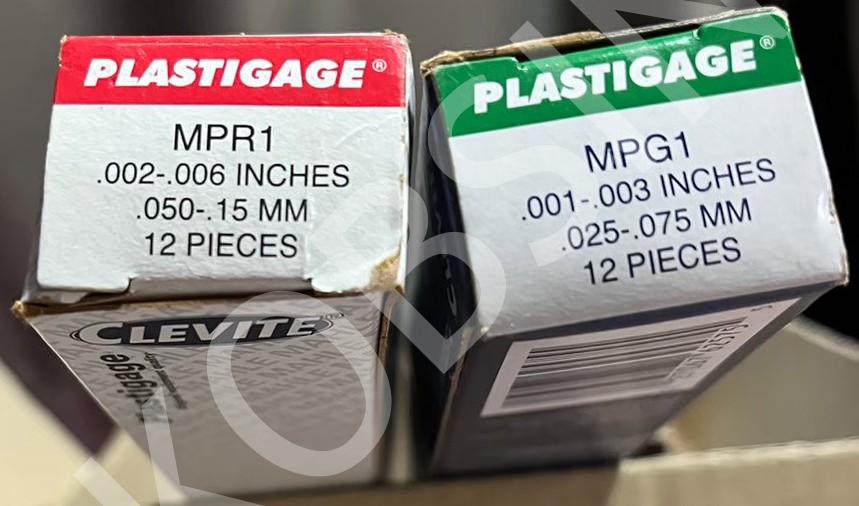 PLASTIGAGE®
MPR1
.002-.006 INCHES
.050-.15 MM
12 PIECES
CLEVITE®
PLASTIGAGE®
MPG1
.001-.003 INCHES
.025-.075 MM
12 PIECES
KOBSIN